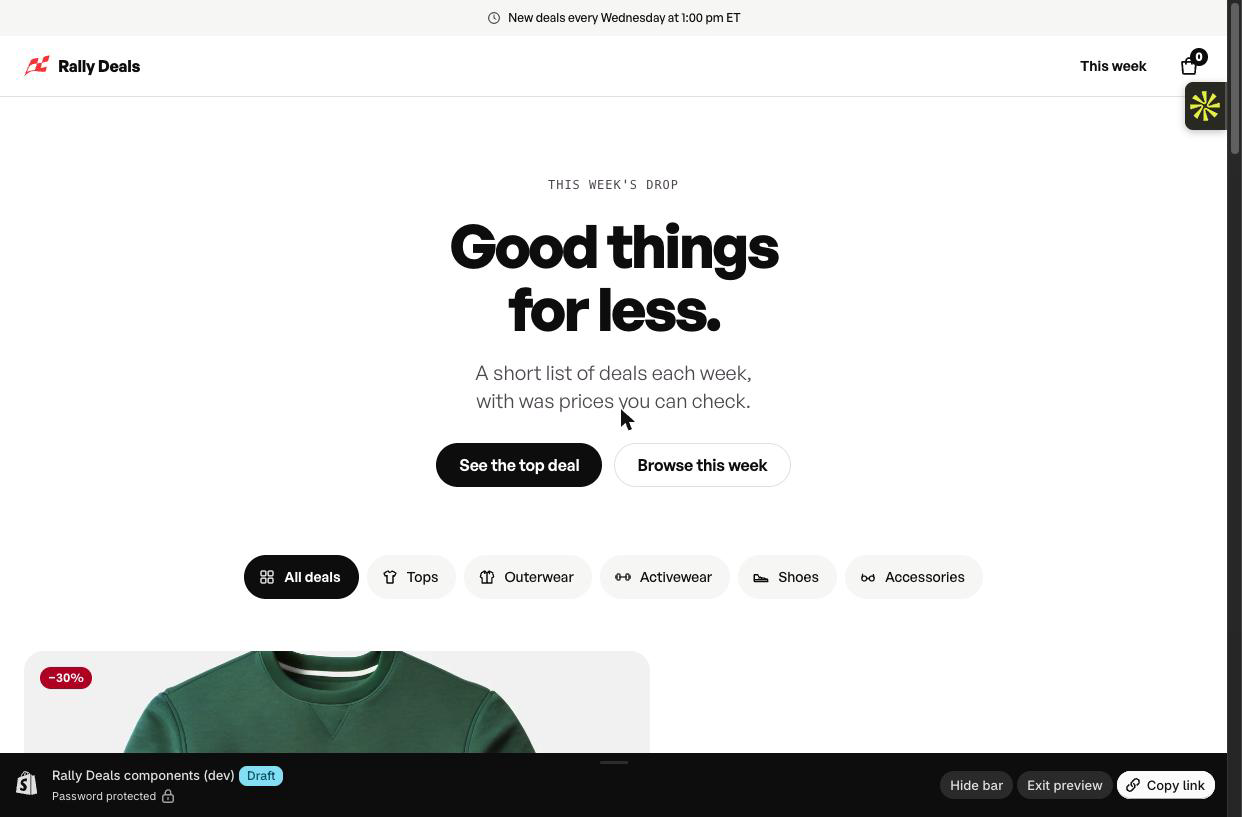 New deals every Wednesday at 1:00 pm ET
Rally Deals
This week
0
THIS WEEK'S DROP
Good things
for less.
A short list of deals each week,
with was prices you can check.
See the top deal
Browse this week
All deals
Tops
Outerwear
Activewear
Shoes
Accessories
−30%
Rally Deals components (dev)
Draft
Password protected
Hide bar
Exit preview
Copy link